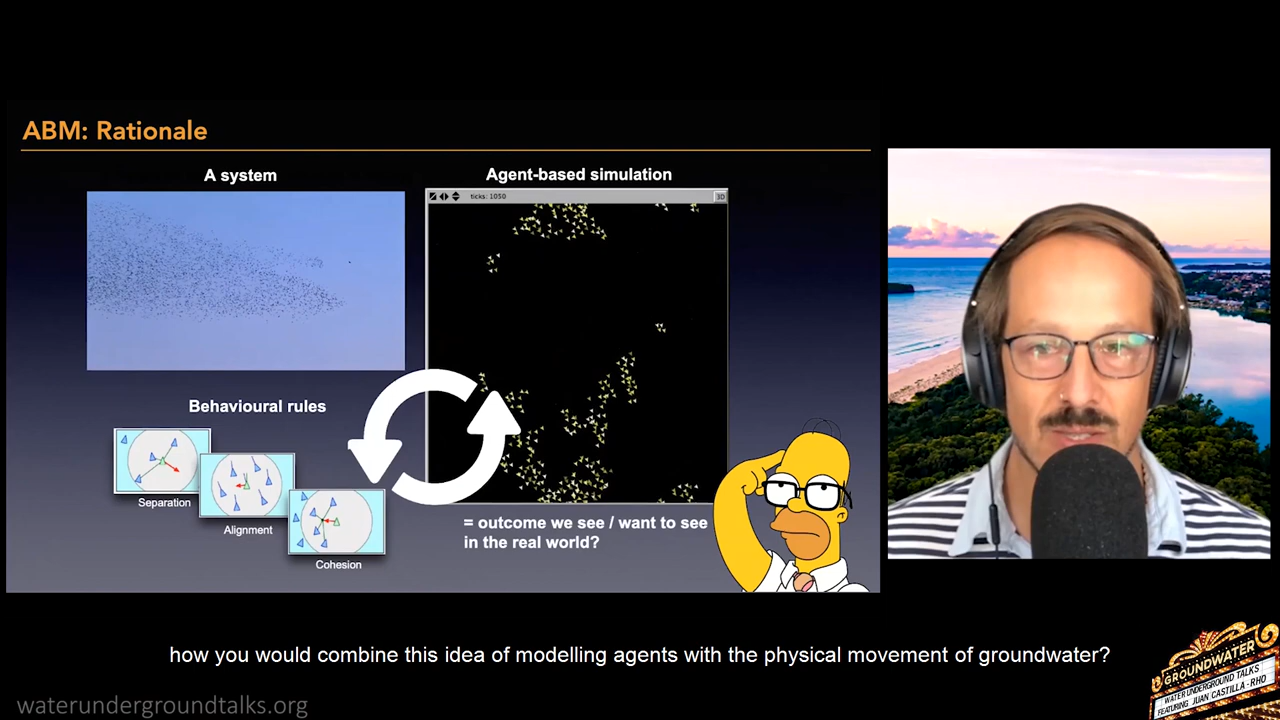 ABM: Rationale
A system
Agent-based simulation
ticks: 1050
3D
Behavioural rules
Separation
Alignment
Cohesion
= outcome we see / want to see
in the real world?
how you would combine this idea of modelling agents with the physical movement of groundwater?
waterundergroundtalks.org
GROUNDWATER
WATER UNDERGROUND TALKS
FEATURING JUAN CASTILLA-RHO